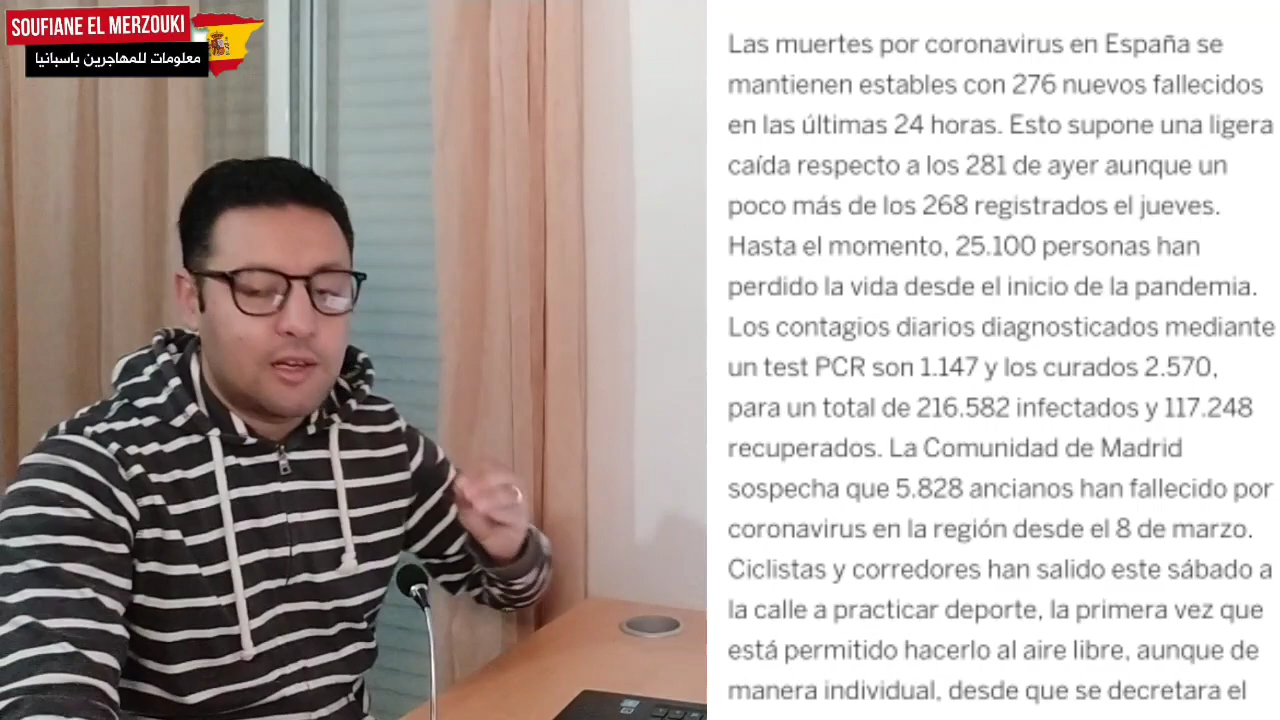 SOUFIANE EL MERZOUKI
معلومات للمهاجرين باسبانيا
Las muertes por coronavirus en España se
mantienen estables con 276 nuevos fallecidos
en las últimas 24 horas. Esto supone una ligera
caída respecto a los 281 de ayer aunque un
poco más de los 268 registrados el jueves.
Hasta el momento, 25.100 personas han
perdido la vida desde el inicio de la pandemia.
Los contagios diarios diagnosticados mediante
un test PCR son 1.147 y los curados 2.570,
para un total de 216.582 infectados y 117.248
recuperados. La Comunidad de Madrid
sospecha que 5.828 ancianos han fallecido por
coronavirus en la región desde el 8 de marzo.
Ciclistas y corredores han salido este sábado a
la calle a practicar deporte, la primera vez que
está permitido hacerlo al aire libre, aunque de
manera individual, desde que se decretara el